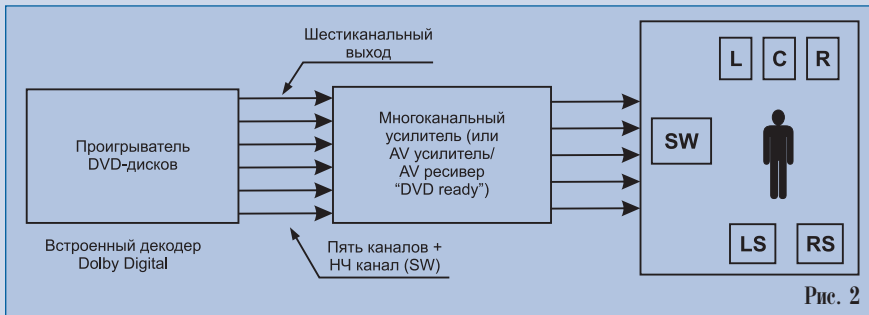 Шестиканальный
выход
Проигрыватель
DVD-дисков
Встроенный декодер
Dolby Digital
Многоканальный
усилитель (или
AV усилитель/
AV ресивер
“DVD ready”)
Пять каналов +
НЧ канал (SW)
L C R
SW
LS RS
Рис. 2